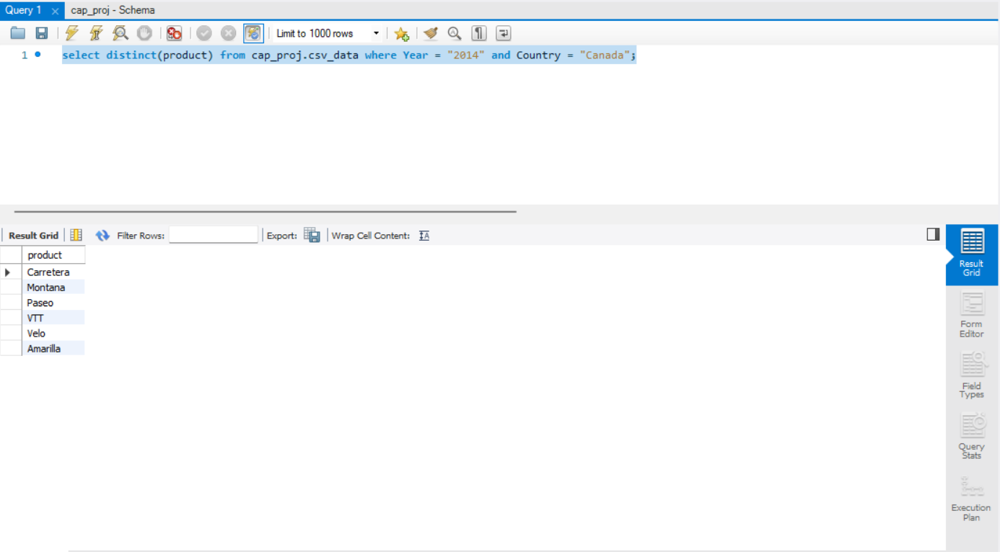 Query 1 cap_proj - Schema
Limit to 1000 rows
1 select distinct(product) from cap_proj.csv_data where Year = "2014" and Country = "Canada";
Result Grid Filter Rows: Export: Wrap Cell Content: IA
product
Carretera
Montana
Paseo
VTT
Velo
Amarilla
Result
Grid
Form
Editor
Field
Types
Query
Stats
Execution
Plan